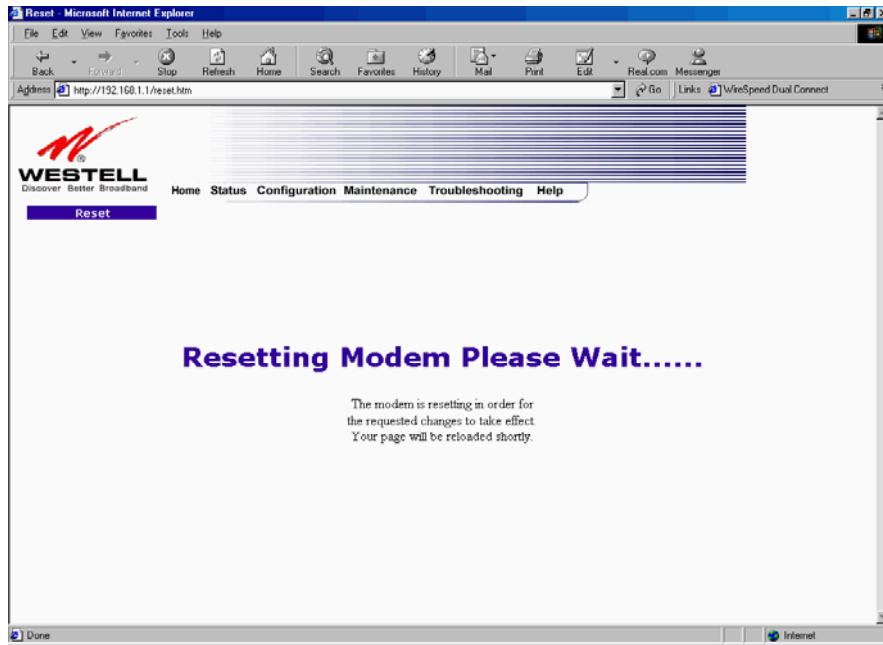 Reset - Microsoft Internet Explorer
File Edit View Favorites Tools Help
Back Forward Stop Refresh Home Search Favorites History Mail Print Edit Real.com Messenger
Address http://192.168.1.1/reset.htm Go Links WireSpeed Dual Connect
WESTELL®
Discover Better Broadband
Home Status Configuration Maintenance Troubleshooting Help
Reset
Resetting Modem Please Wait......
The modem is resetting in order for
the requested changes to take effect.
Your page will be reloaded shortly.
Done Internet